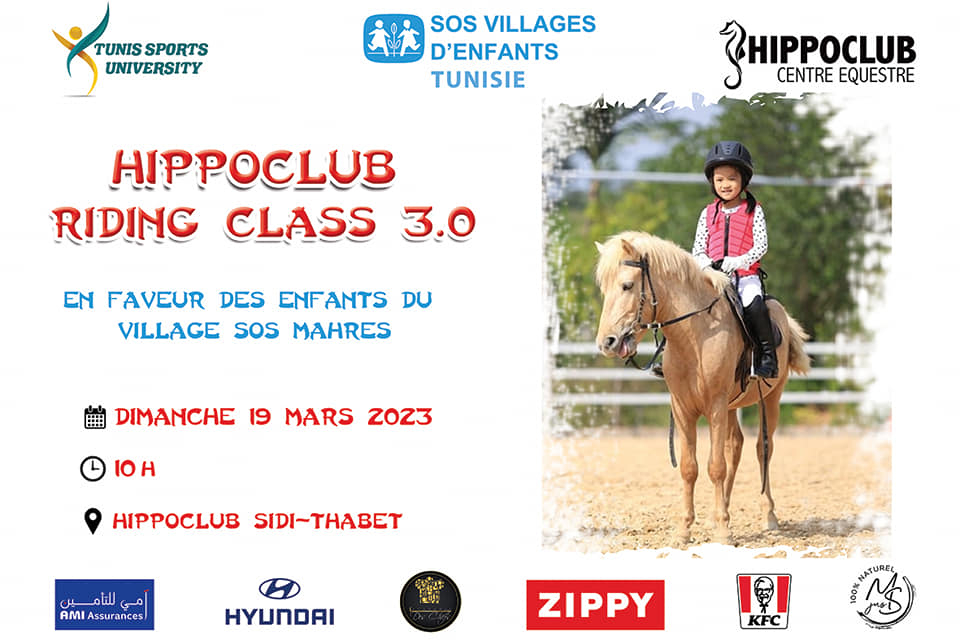 TUNIS SPORTS
UNIVERSITY
SOS VILLAGES
D'ENFANTS
TUNISIE
HIPPOCLUB
CENTRE EQUESTRE
HIPPOCLUB
RIDING CLASS 3.0
EN FAVEUR DES ENFANTS DU
VILLAGE SOS MAHRES
DIMANCHE 19 MARS 2023
10 H
HIPPOCLUB SIDI-THABET
أمي للتأمين
AMI Assurances
HYUNDAI
ZIPPY
KFC
100% NATUREL